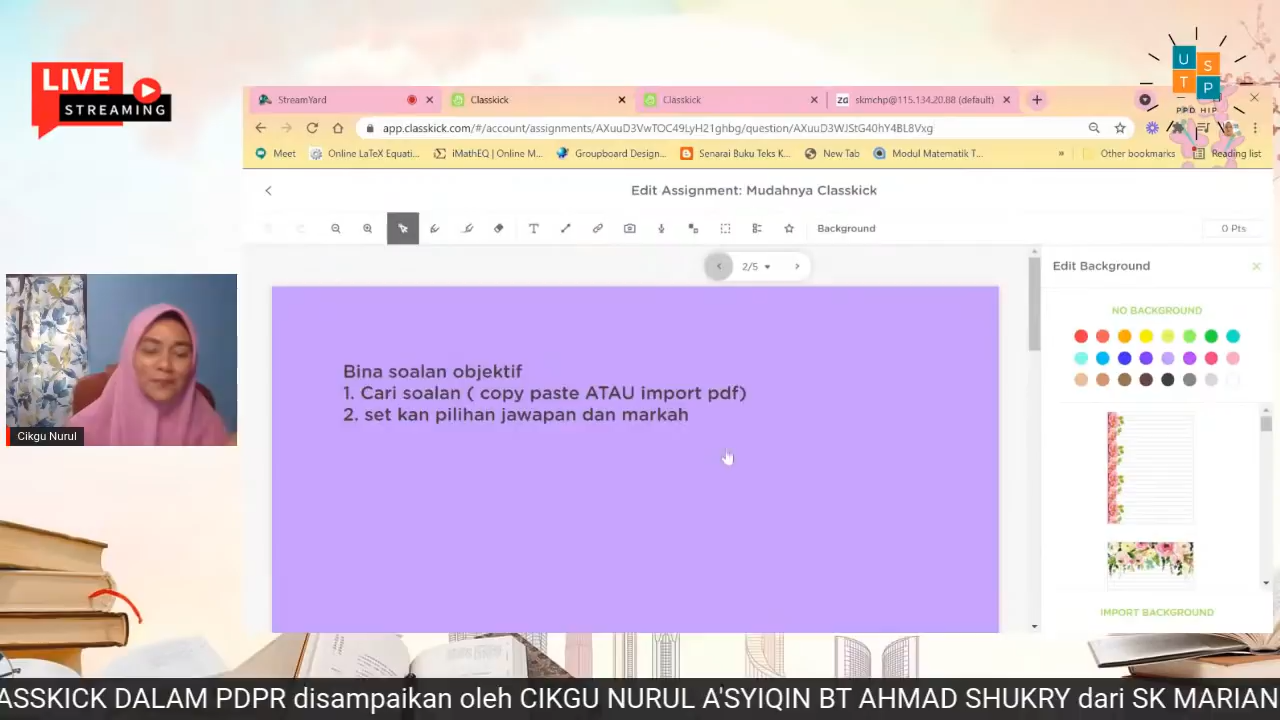 LIVE
STREAMING
U S
T P
PPD HIP
StreamYard
Classkick
Classkick
skmchp@115.134.20.88 (default)
app.classkick.com/#/account/assignments/AXuuD3VwTOC49LyH21ghbg/question/AXuuD3WJStG40hY4BL8Vxg
Meet
Online LaTeX Equati...
iMathEQ | Online M...
Groupboard Design...
Senarai Buku Teks K...
New Tab
Modul Matematik T...
»
Other bookmarks
Reading list
Edit Assignment: Mudahnya Classkick
T
Background
0 Pts
2/5
Edit Background
NO BACKGROUND
Bina soalan objektif
1. Cari soalan ( copy paste ATAU import pdf)
2. set kan pilihan jawapan dan markah
IMPORT BACKGROUND
Cikgu Nurul
ASSKICK DALAM PDPR disampaikan oleh CIKGU NURUL A'SYIQIN BT AHMAD SHUKRY dari SK MARIAN